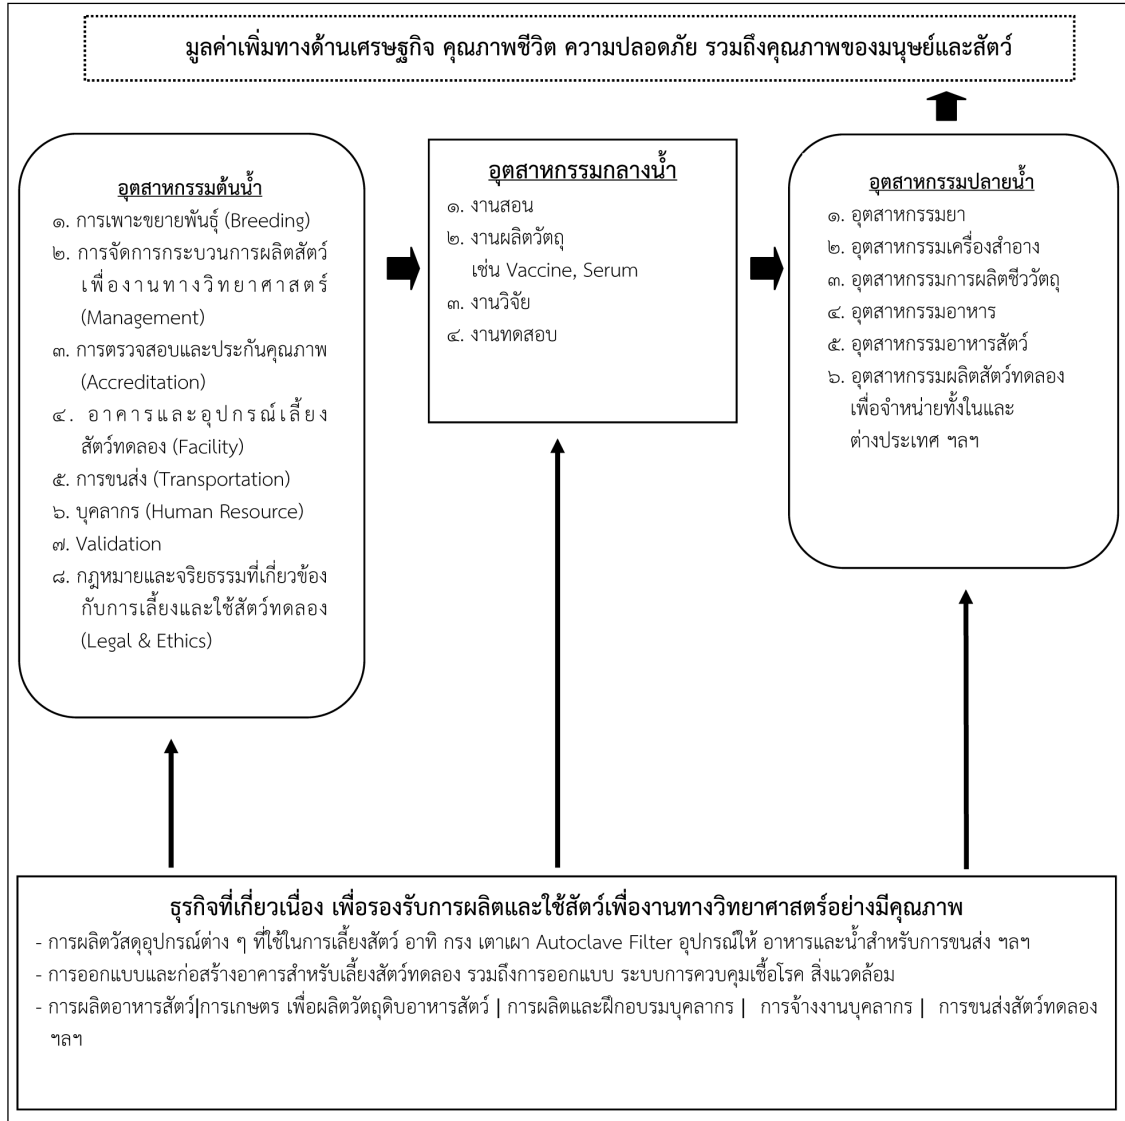 มูลค่าเพิ่มทางด้านเศรษฐกิจ คุณภาพชีวิต ความปลอดภัย รวมถึงคุณภาพของมนุษย์และสัตว์
อุตสาหกรรมต้นน้ำ
๑. การเพาะขยายพันธุ์ (Breeding)
๒. การจัดการกระบวนการผลิตสัตว์
เพื่องานทางวิทยาศาสตร์
(Management)
๓. การตรวจสอบและประกันคุณภาพ
(Accreditation)
๔. อาคารและอุปกรณ์เลี้ยง
สัตว์ทดลอง (Facility)
๕. การขนส่ง (Transportation)
๖. บุคลากร (Human Resource)
๗. Validation
๘. กฎหมายและจริยธรรมที่เกี่ยวข้อง
กับการเลี้ยงและใช้สัตว์ทดลอง
(Legal & Ethics)
อุตสาหกรรมกลางน้ำ
๑. งานสอน
๒. งานผลิตวัตถุ
เช่น Vaccine, Serum
๓. งานวิจัย
๔. งานทดสอบ
อุตสาหกรรมปลายน้ำ
๑. อุตสาหกรรมยา
๒. อุตสาหกรรมเครื่องสำอาง
๓. อุตสาหกรรมการผลิตชีววัตถุ
๔. อุตสาหกรรมอาหาร
๕. อุตสาหกรรมอาหารสัตว์
๖. อุตสาหกรรมผลิตสัตว์ทดลอง
เพื่อจำหน่ายทั้งในและ
ต่างประเทศ ฯลฯ
ธุรกิจที่เกี่ยวเนื่อง เพื่อรองรับการผลิตและใช้สัตว์เพื่องานทางวิทยาศาสตร์อย่างมีคุณภาพ
- การผลิตวัสดุอุปกรณ์ต่าง ๆ ที่ใช้ในการเลี้ยงสัตว์ อาทิ กรง เตาเผา Autoclave Filter อุปกรณ์ให้ อาหารและน้ำสำหรับการขนส่ง ฯลฯ
- การออกแบบและก่อสร้างอาคารสำหรับเลี้ยงสัตว์ทดลอง รวมถึงการออกแบบ ระบบการควบคุมเชื้อโรค สิ่งแวดล้อม
- การผลิตอาหารสัตว์|การเกษตร เพื่อผลิตวัตถุดิบอาหารสัตว์ | การผลิตและฝึกอบรมบุคลากร | การจ้างงานบุคลากร | การขนส่งสัตว์ทดลอง
ฯลฯ